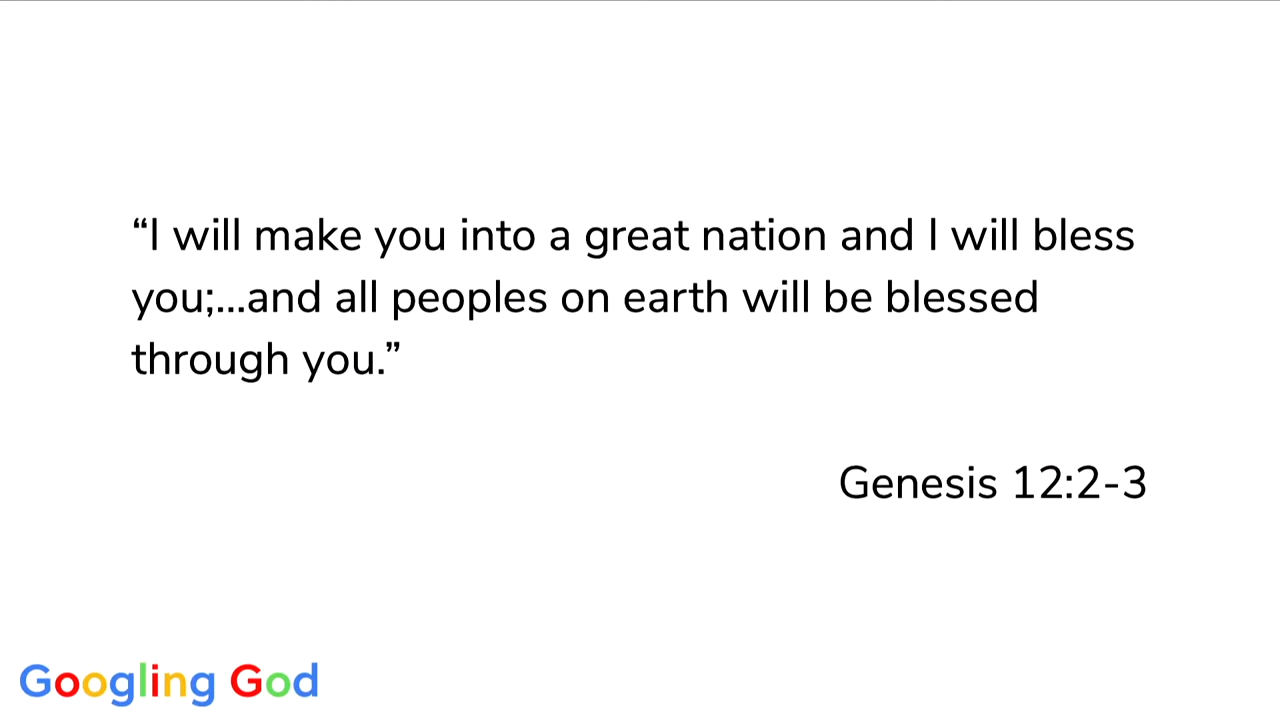 “I will make you into a great nation and I will bless
you;...and all peoples on earth will be blessed
through you.”
Genesis 12:2-3
Googling God